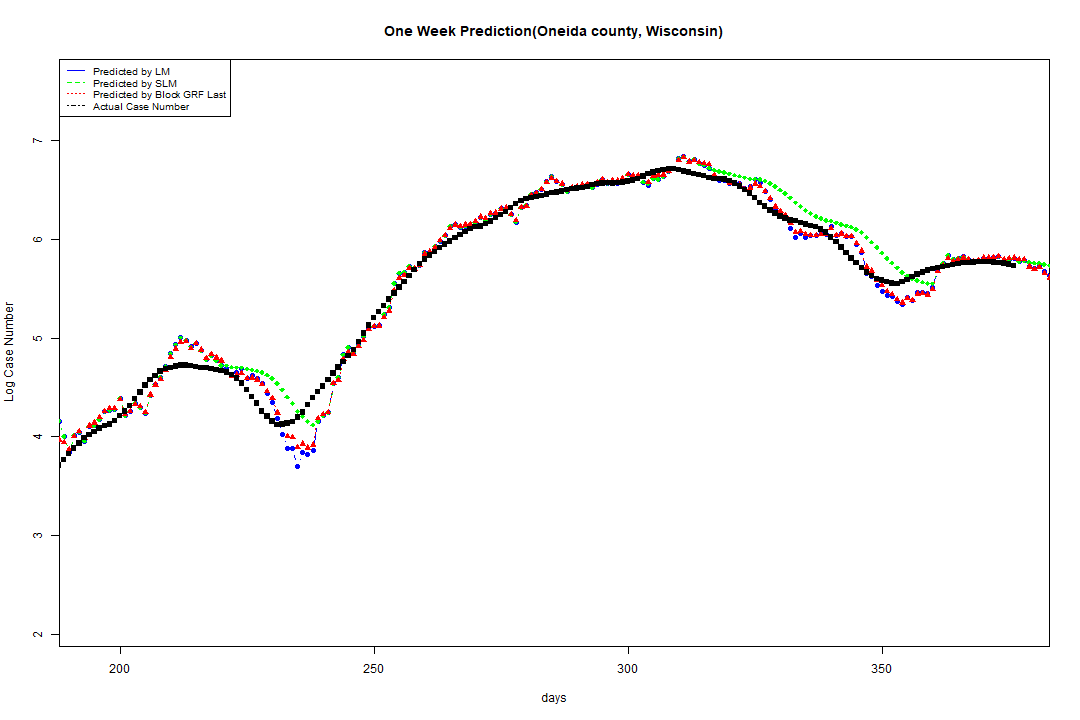 One Week Prediction(Oneida county, Wisconsin)
Predicted by LM
Predicted by SLM
Predicted by Block GRF Last
Actual Case Number
7
6
5
4
3
2
Log Case Number
200 250 300 350
days